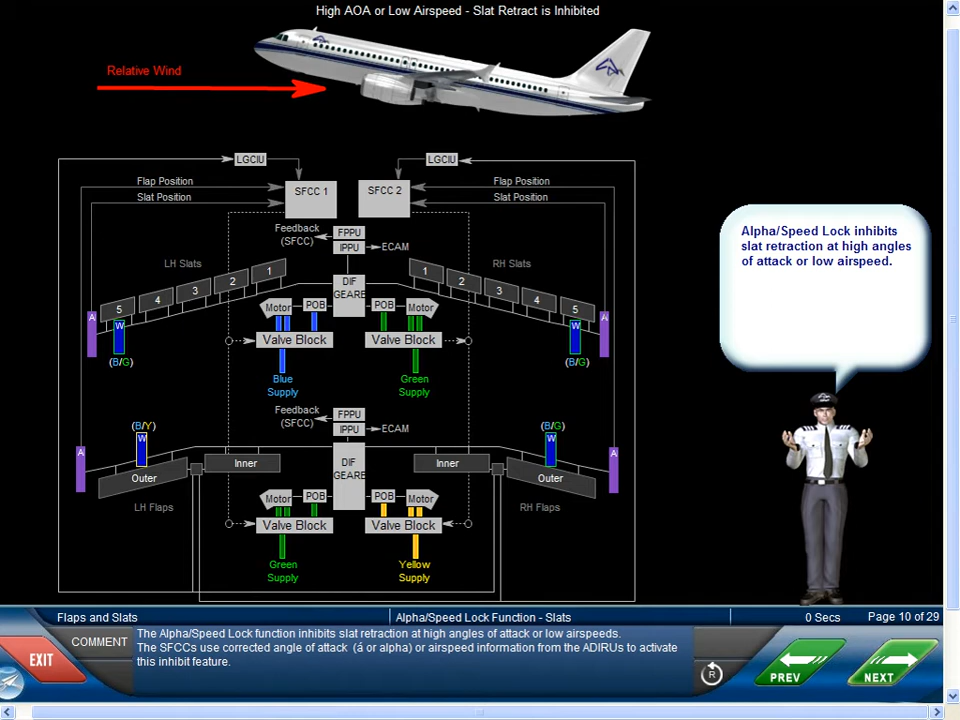 High AOA or Low Airspeed - Slat Retract is Inhibited
Relative Wind
LGCIU
LGCIU
Flap Position
Slat Position
SFCC 1
SFCC 2
Flap Position
Slat Position
Feedback
(SFCC)
FPPU
IPPU
ECAM
LH Slats
RH Slats
5
4
3
2
1
DIF
GEARE
1
2
3
4
5
Motor
POB
POB
Motor
A
W
(B/G)
Valve Block
Valve Block
W
A
(B/G)
Blue
Supply
Green
Supply
Alpha/Speed Lock inhibits
slat retraction at high angles
of attack or low airspeed.
Feedback
(SFCC)
FPPU
IPPU
ECAM
(B/Y)
W
A
Outer
Inner
DIF
GEARE
Inner
Outer
(B/G)
W
A
LH Flaps
RH Flaps
Motor
POB
POB
Motor
Valve Block
Valve Block
Green
Supply
Yellow
Supply
Flaps and Slats
Alpha/Speed Lock Function - Slats
0 Secs
Page 10 of 29
EXIT
COMMENT
The Alpha/Speed Lock function inhibits slat retraction at high angles of attack or low airspeeds.
The SFCCs use corrected angle of attack (á or alpha) or airspeed information from the ADIRUs to activate
this inhibit feature.
R
PREV
NEXT